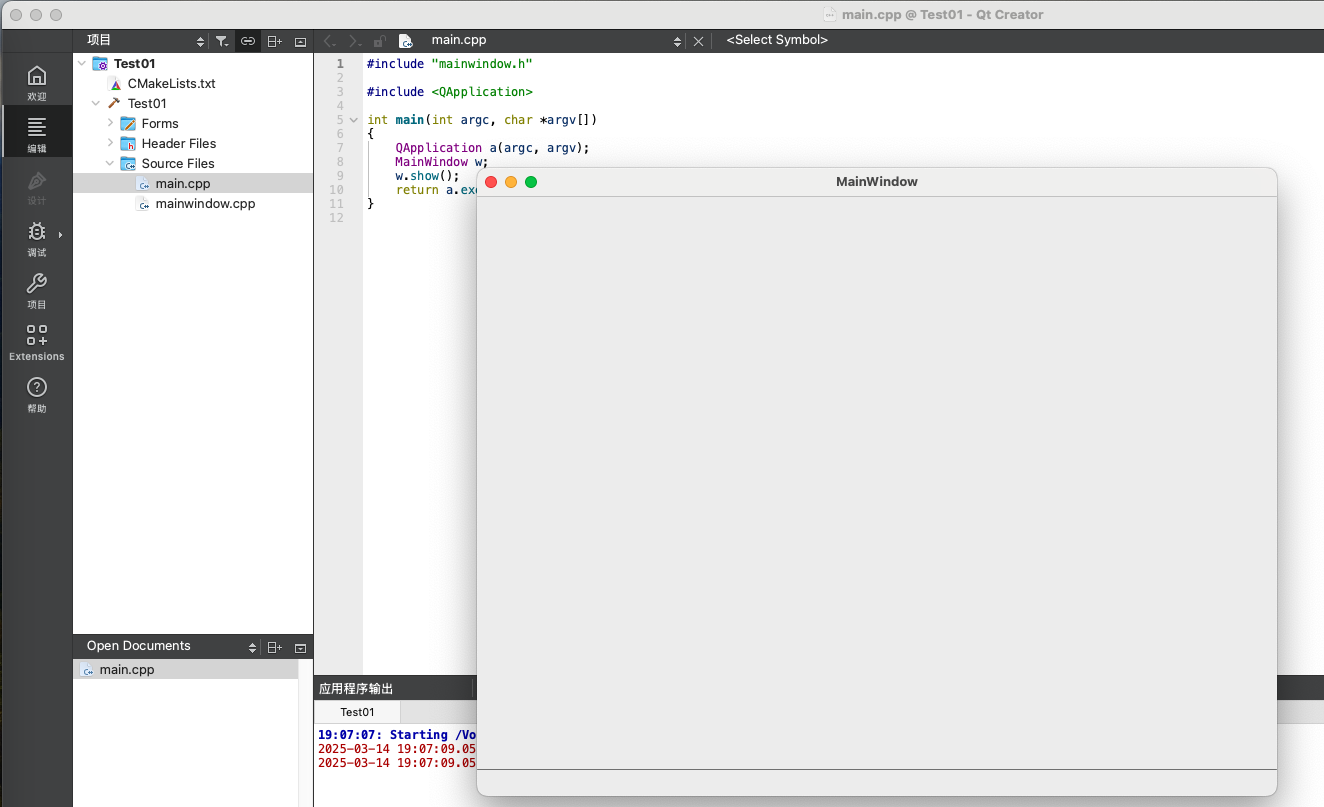 main.cpp @ Test01 - Qt Creator
项目
main.cpp
<Select Symbol>
欢迎
编辑
设计
调试
项目
Extensions
帮助
Test01
CMakeLists.txt
Test01
Forms
Header Files
Source Files
main.cpp
mainwindow.cpp
1 #include "mainwindow.h"
2
3 #include <QApplication>
4
5 int main(int argc, char *argv[])
6 {
7 QApplication a(argc, argv);
8 MainWindow w;
9 w.show();
10 return a.exe
11 }
12
MainWindow
Open Documents
main.cpp
应用程序输出
Test01
19:07:07: Starting /Vo
2025-03-14 19:07:09.05
2025-03-14 19:07:09.05